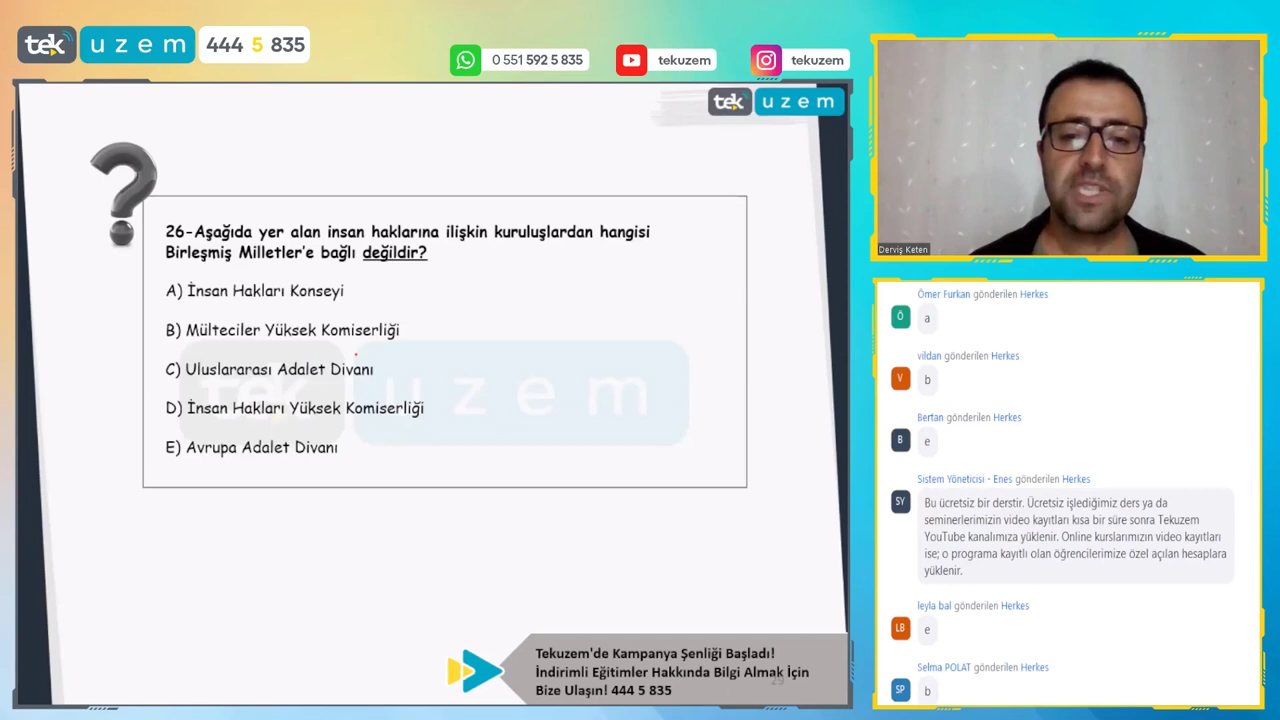 tek uzem 444 5 835
0 551 592 5 835
tekuzem
tekuzem
tek uzem
26-Aşağıda yer alan insan haklarına ilişkin kuruluşlardan hangisi
Birleşmiş Milletler’e bağlı değildir?
A) İnsan Hakları Konseyi
B) Mülteciler Yüksek Komiserliği
C) Uluslararası Adalet Divanı
D) İnsan Hakları Yüksek Komiserliği
E) Avrupa Adalet Divanı
tek uzem
Tekuzem'de Kampanya Şenliği Başladı!
İndirimli Eğitimler Hakkında Bilgi Almak İçin
Bize Ulaşın! 444 5 835
Derviş Keten
Ömer Furkan gönderilen Herkes
Ö
a
vildan gönderilen Herkes
V
b
Bertan gönderilen Herkes
B
e
Sistem Yöneticisi - Enes gönderilen Herkes
SY
Bu ücretsiz bir derstir. Ücretsiz işlediğimiz ders ya da
seminerlerimizin video kayıtları kısa bir süre sonra Tekuzem
YouTube kanalımıza yüklenir. Online kurslarımızın video kayıtları
ise; o programa kayıtlı olan öğrencilerimize özel açılan hesaplara
yüklenir.
leyla bal gönderilen Herkes
LB
e
Selma POLAT gönderilen Herkes
SP
b